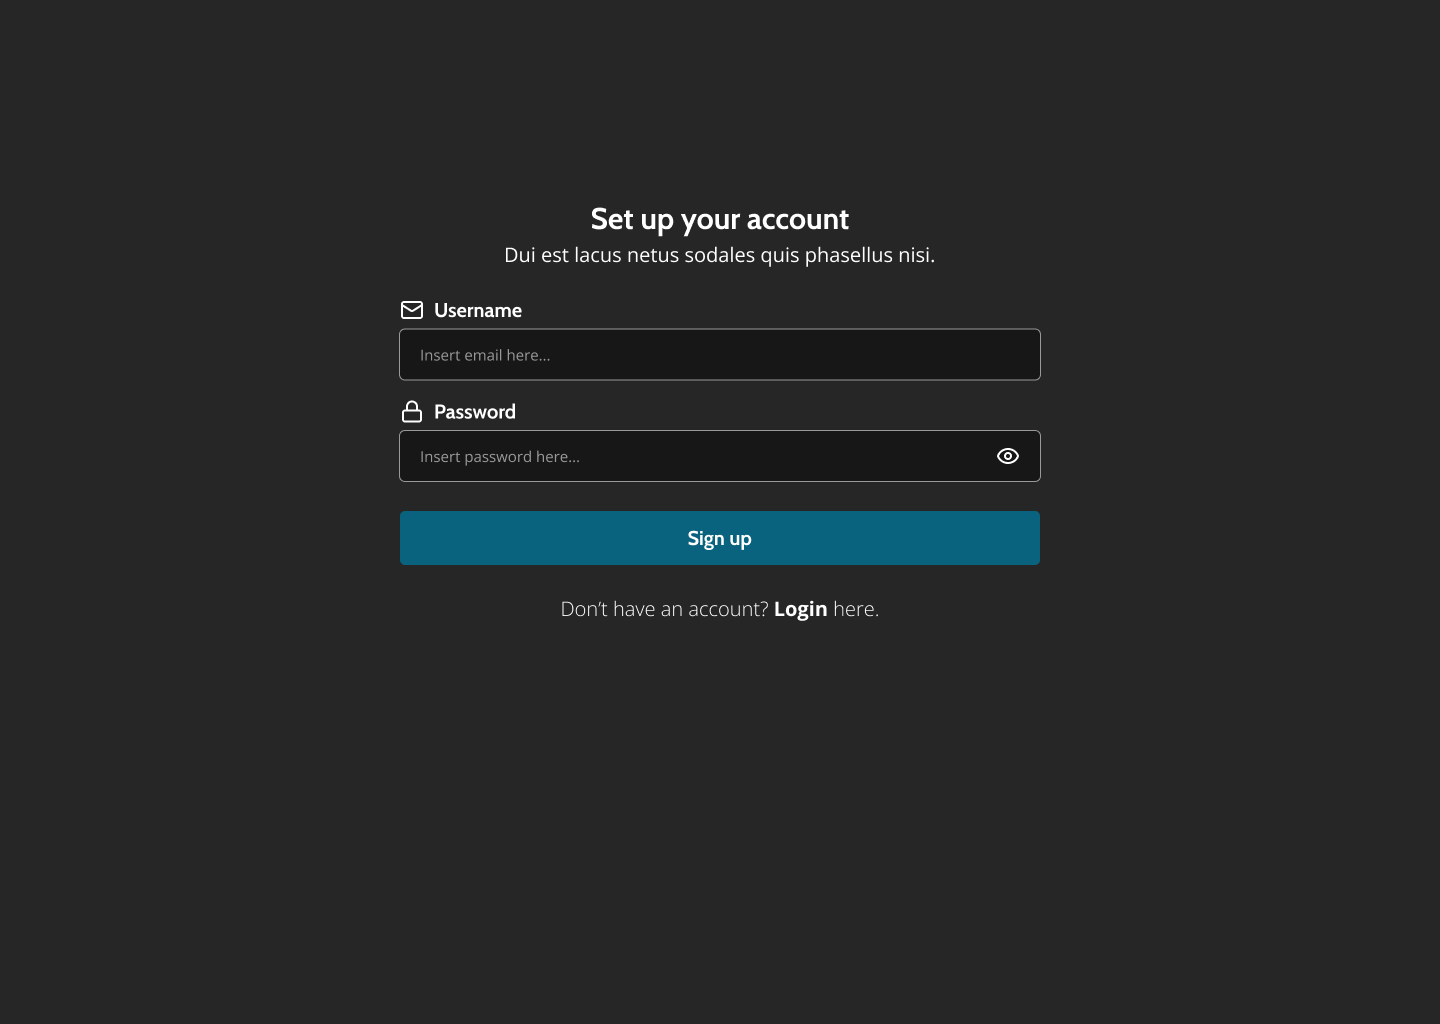 Set up your account
Dui est lacus netus sodales quis phasellus nisi.
Username
Insert email here...
Password
Insert password here...
Sign up
Don’t have an account? Login here.